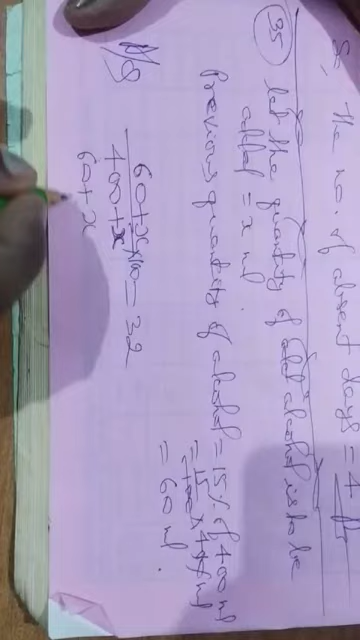 So, the no. of absent days = 4
35 Let the quantity of alcohol is to be
added = x ml.
Previous quantity of alcohol = 15% of 400 ml
= 15/100 × 400 ml
= 60 ml.
60+x/400+x × 100 = 32
60+x